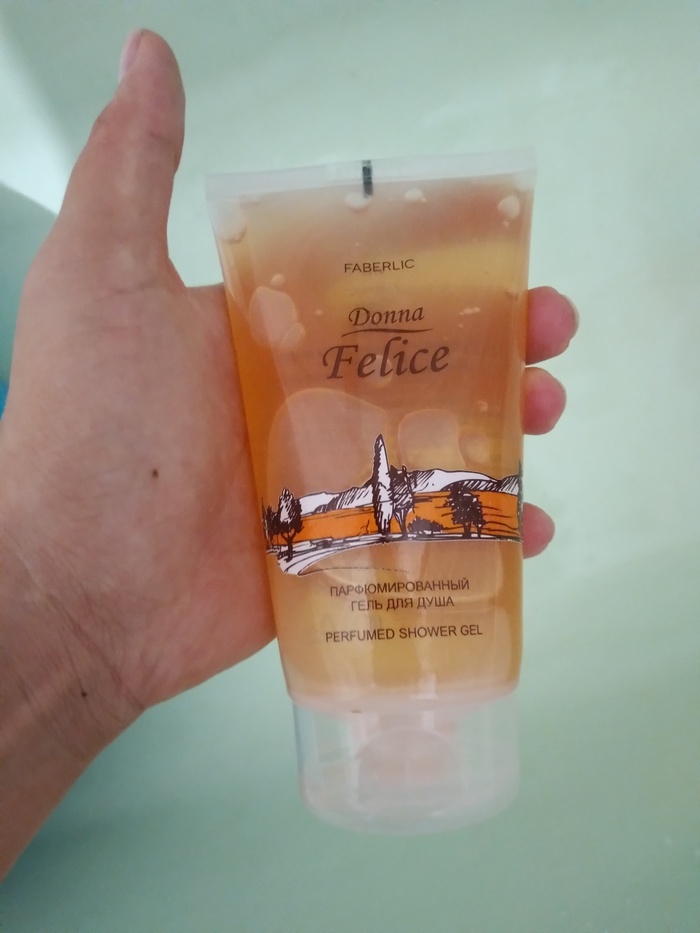 FABERLIC
Donna
Felice
ПАРФЮМИРОВАННЫЙ
ГЕЛЬ ДЛЯ ДУША
PERFUMED SHOWER GEL